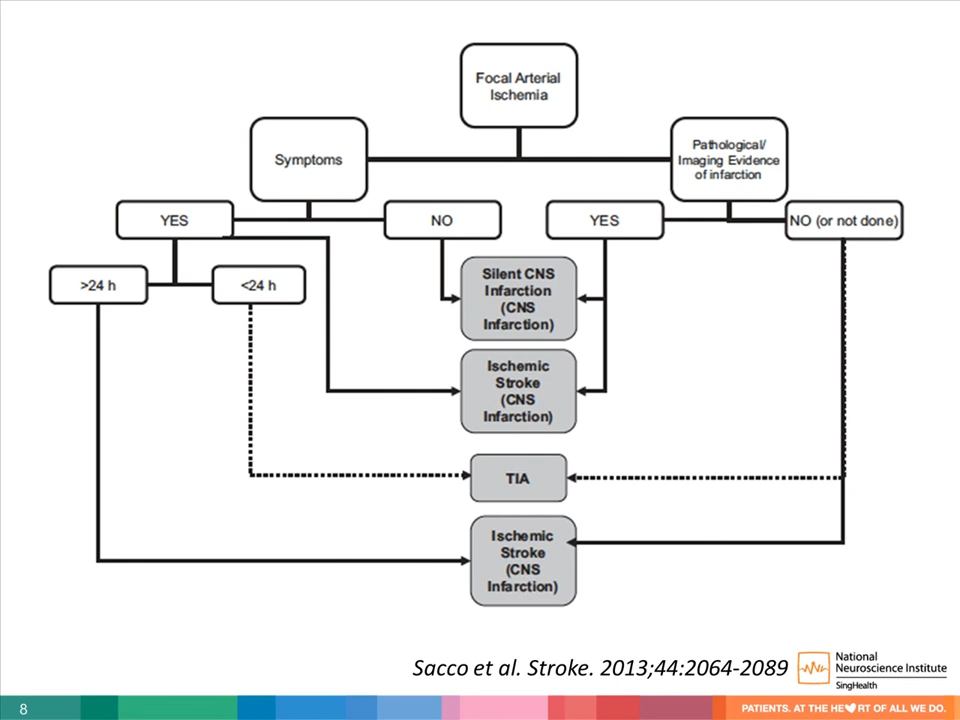 Focal Arterial
Ischemia
Symptoms
Pathological/
Imaging Evidence
of infarction
YES
NO
YES
NO (or not done)
>24 h
<24 h
Silent CNS
Infarction
(CNS
Infarction)
Ischemic
Stroke
(CNS
Infarction)
TIA
Ischemic
Stroke
(CNS
Infarction)
Sacco et al. Stroke. 2013;44:2064-2089
National
Neuroscience Institute
SingHealth
8
PATIENTS. AT THE HE RT OF ALL WE DO.